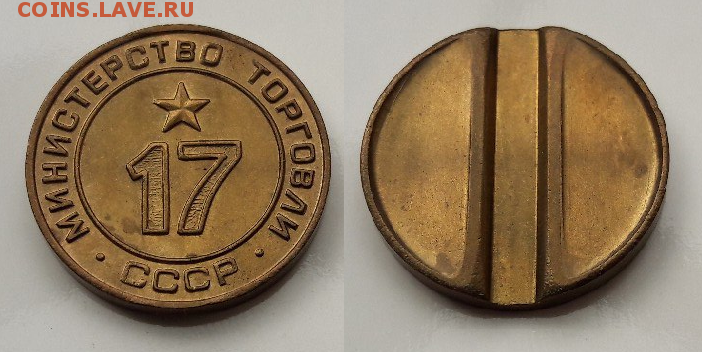 COINS.LAVE.RU
МИНИСТЕРСТВО ТОРГОВЛИ
17
· СССР ·